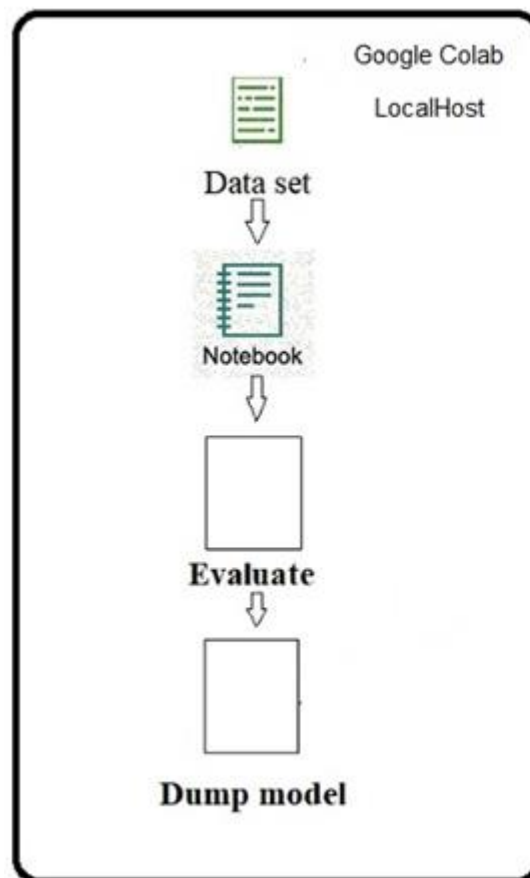 Google Colab
LocalHost
Data set
Notebook
Evaluate
Dump model